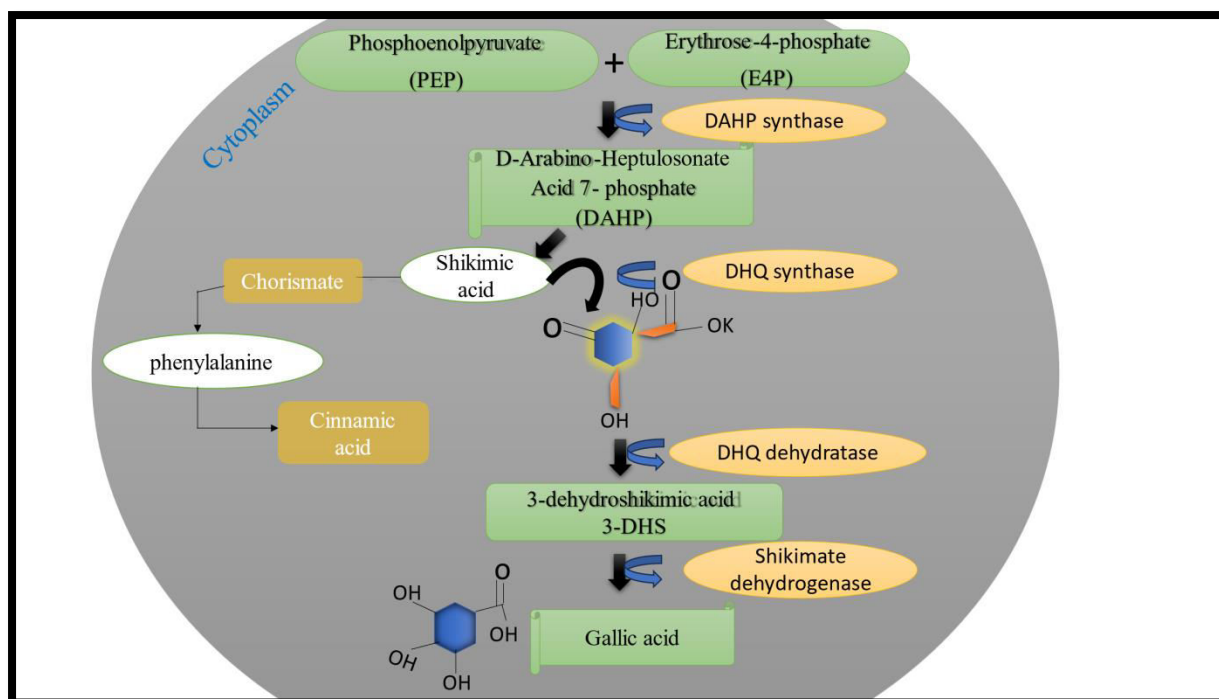 Phosphoenolpyruvate
(PEP)
+
Erythrose-4-phosphate
(E4P)
Cytoplasm
DAHP synthase
D-Arabino-Heptulosonate
Acid 7- phosphate
(DAHP)
Shikimic
acid
Chorismate
phenylalanine
Cinnamic
acid
DHQ synthase
O
HO
O
OK
OH
DHQ dehydratase
3-dehydroshikimic acid
3-DHS
Shikimate
dehydrogenase
O
OH
OH
OH
OH
Gallic acid